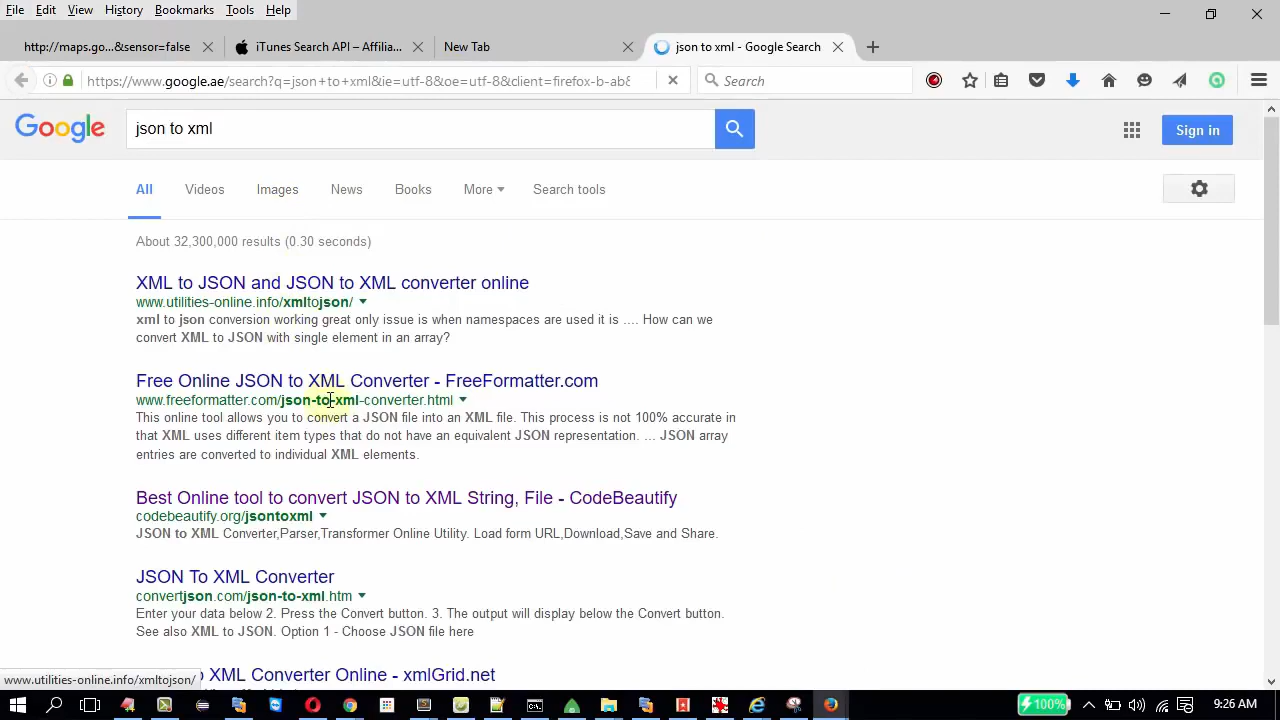 File Edit View History Bookmarks Tools Help
http://maps.go...&sensor=false
iTunes Search API – Affilia...
New Tab
json to xml - Google Search
https://www.google.ae/search?q=json+to+xml&ie=utf-8&oe=utf-8&client=firefox-b-ab&
Search
Google
json to xml
Sign in
All Videos Images News Books More Search tools
About 32,300,000 results (0.30 seconds)
XML to JSON and JSON to XML converter online
www.utilities-online.info/xmltojson/
xml to json conversion working great only issue is when namespaces are used it is .... How can we
convert XML to JSON with single element in an array?
Free Online JSON to XML Converter - FreeFormatter.com
www.freeformatter.com/json-to-xml-converter.html
This online tool allows you to convert a JSON file into an XML file. This process is not 100% accurate in
that XML uses different item types that do not have an equivalent JSON representation. ... JSON array
entries are converted to individual XML elements.
Best Online tool to convert JSON to XML String, File - CodeBeautify
codebeautify.org/jsontoxml
JSON to XML Converter,Parser,Transformer Online Utility. Load form URL,Download,Save and Share.
JSON To XML Converter
convertjson.com/json-to-xml.htm
Enter your data below 2. Press the Convert button. 3. The output will display below the Convert button.
See also XML to JSON. Option 1 - Choose JSON file here
XML Converter Online - xmlGrid.net
www.utilities-online.info/xmltojson/
100%
9:26 AM